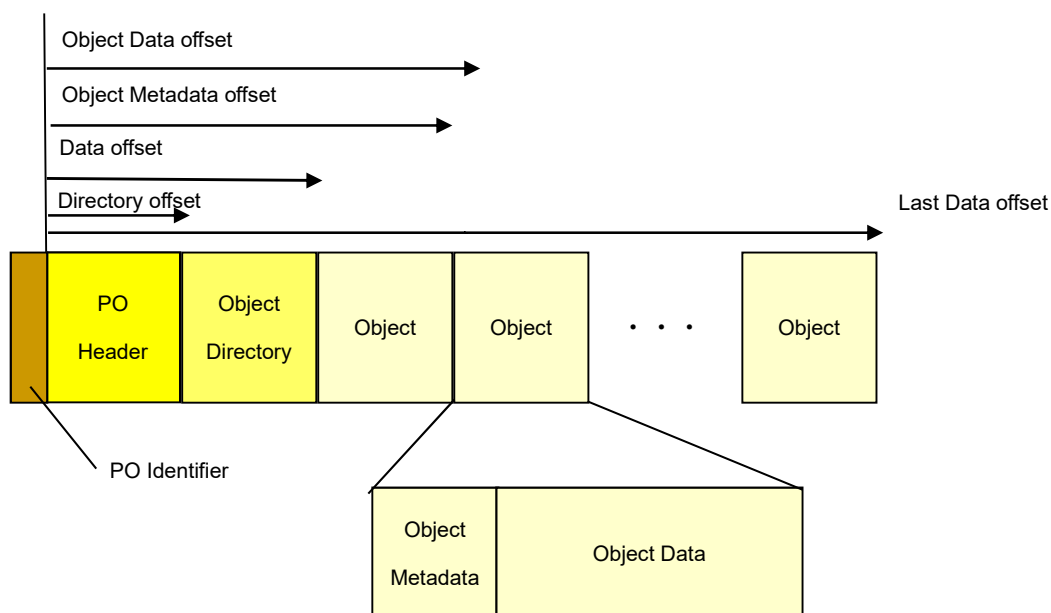 Object Data offset
Object Metadata offset
Data offset
Directory offset
Last Data offset
PO
Header
Object
Directory
Object
Object
. . .
Object
PO Identifier
Object
Metadata
Object Data